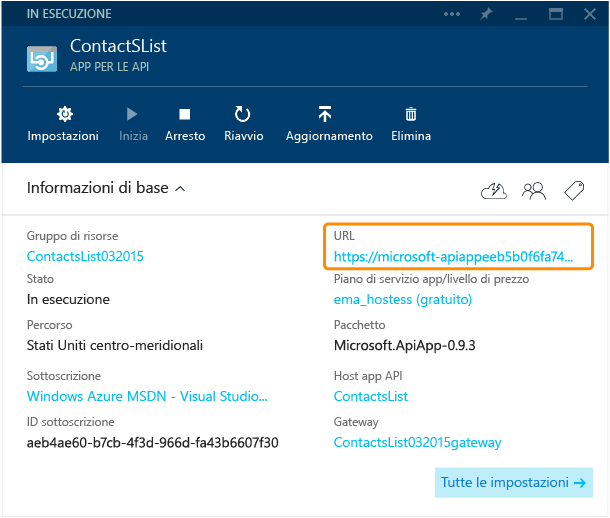 IN ESECUZIONE
ContactSList
APP PER LE API
Impostazioni
Inizia
Arresto
Riavvio
Aggiornamento
Elimina
Informazioni di base
Gruppo di risorse
ContactsList032015
URL
https://microsoft-apiappeeb5b0f6fa74...
Stato
In esecuzione
Piano di servizio app/livello di prezzo
ema_hostess (gratuito)
Percorso
Stati Uniti centro-meridionali
Pacchetto
Microsoft.ApiApp-0.9.3
Sottoscrizione
Windows Azure MSDN - Visual Studio...
Host app API
ContactsList
ID sottoscrizione
aeb4ae60-b7cb-4f3d-966d-fa43b6607f30
Gateway
ContactsList032015gateway
Tutte le impostazioni